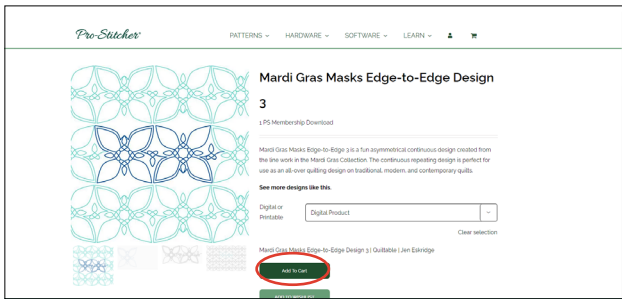 Pro-Stitcher®
PATTERNS HARDWARE SOFTWARE LEARN
Mardi Gras Masks Edge-to-Edge Design
3
1 PS Membership Download
Mardi Gras Masks Edge-to-Edge 3 is a fun asymmetrical continuous design created from
the line work in the Mardi Gras Collection. The continuous repeating design is perfect for
use as an all-over quilting design on traditional, modern, and contemporary quilts.
See more designs like this.
Digital or
Printable
Digital Product
Clear selection
Mardi Gras Masks Edge-to-Edge Design 3 | Quiltable | Jen Eskridge
Add To Cart
ADD TO WISHLIST